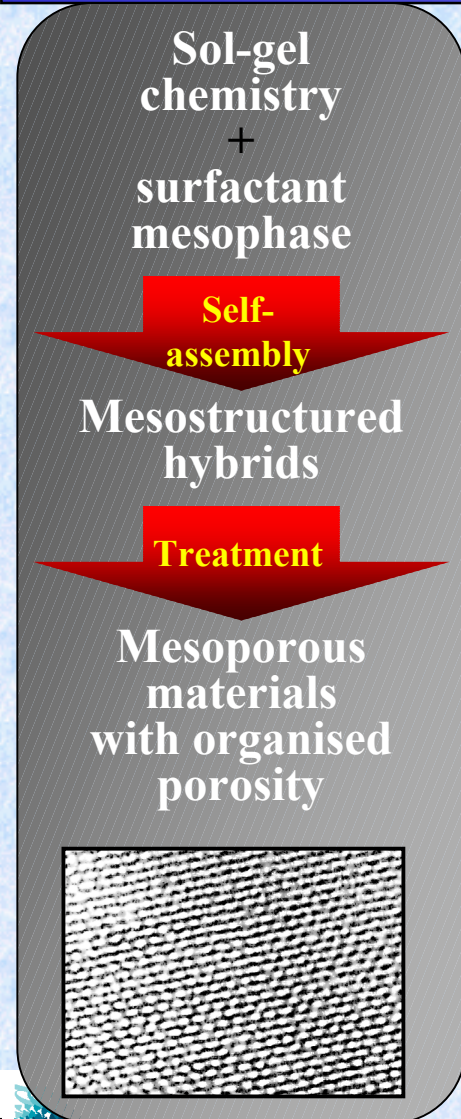 Sol-gel
chemistry
+
surfactant
mesophase
Self-
assembly
Mesostructured
hybrids
Treatment
Mesoporous
materials
with organised
porosity